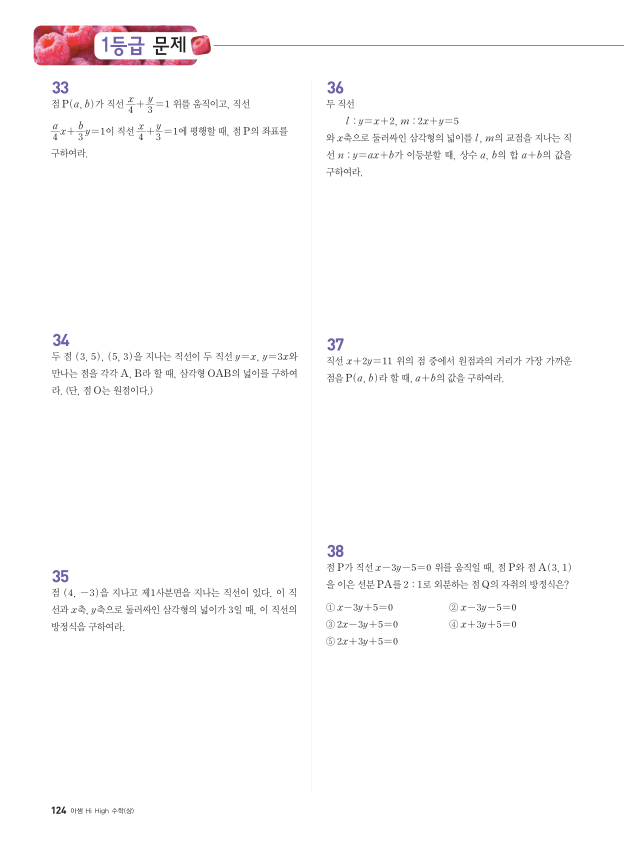 1등급 문제
33
점 P(a, b)가 직선 x/4+y/3=1 위를 움직이고, 직선
a/4x+b/3y=1이 직선 x/4+y/3=1에 평행할 때, 점 P의 좌표를
구하여라.
34
두 점 (3, 5), (5, 3)을 지나는 직선이 두 직선 y=x, y=3x와
만나는 점을 각각 A, B라 할 때, 삼각형 OAB의 넓이를 구하여
라. (단, 점 O는 원점이다.)
35
점 (4, -3)을 지나고 제1사분면을 지나는 직선이 있다. 이 직
선과 x축, y축으로 둘러싸인 삼각형의 넓이가 3일 때, 이 직선의
방정식을 구하여라.
36
두 직선
l : y=x+2, m : 2x+y=5
와 x축으로 둘러싸인 삼각형의 넓이를 l, m의 교점을 지나는 직
선 n : y=ax+b가 이등분할 때, 상수 a, b의 합 a+b의 값을
구하여라.
37
직선 x+2y=11 위의 점 중에서 원점과의 거리가 가장 가까운
점을 P(a, b)라 할 때, a+b의 값을 구하여라.
38
점 P가 직선 x-3y-5=0 위를 움직일 때, 점 P와 점 A(3, 1)
을 이은 선분 PA를 2 : 1로 외분하는 점 Q의 자취의 방정식은?
① x-3y+5=0 ② x-3y-5=0
③ 2x-3y+5=0 ④ x+3y+5=0
⑤ 2x+3y+5=0
124 아샘 Hi High 수학(상)